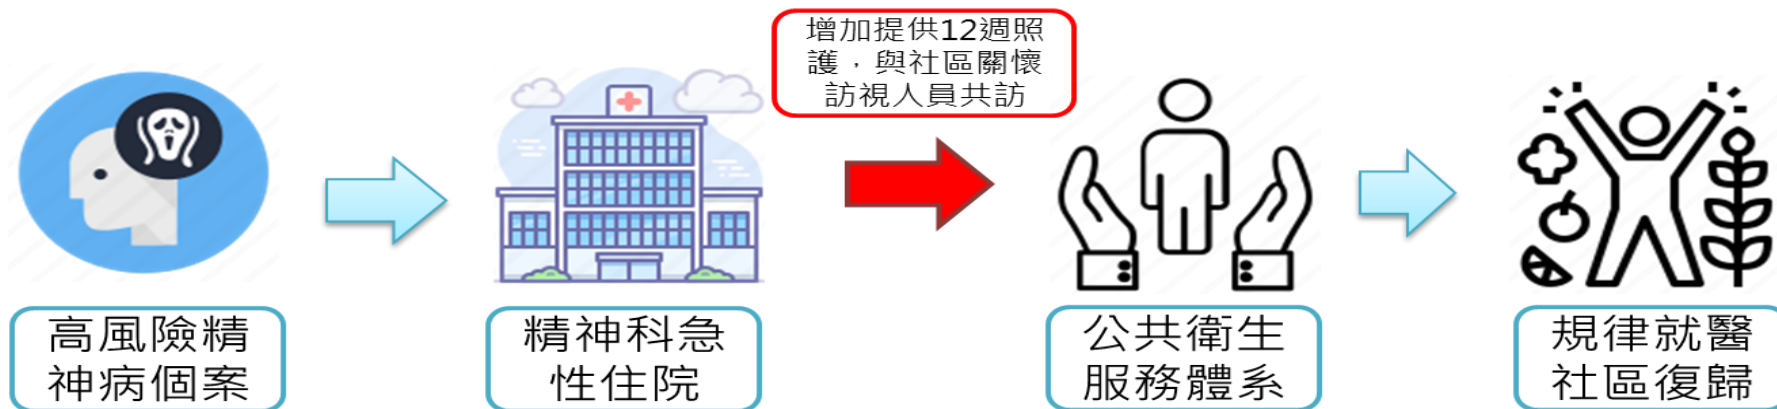 增加提供12週照
護，與社區關懷
訪視人員共訪
高風險精
神病個案
精神科急
性住院
公共衛生
服務體系
規律就醫
社區復歸